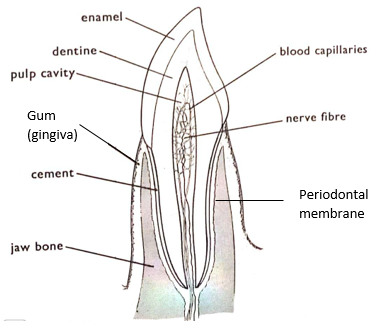 enamel
dentine
pulp cavity
Gum
(gingiva)
cement
jaw bone
blood capillaries
nerve fibre
Periodontal
membrane